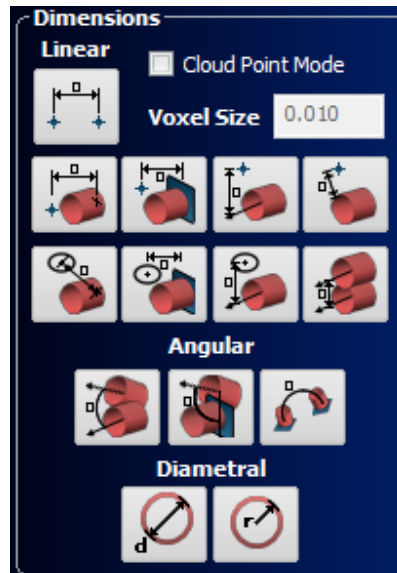 Dimensions
Linear
Cloud Point Mode
Voxel Size 0.010
Angular
Diametral
d
r